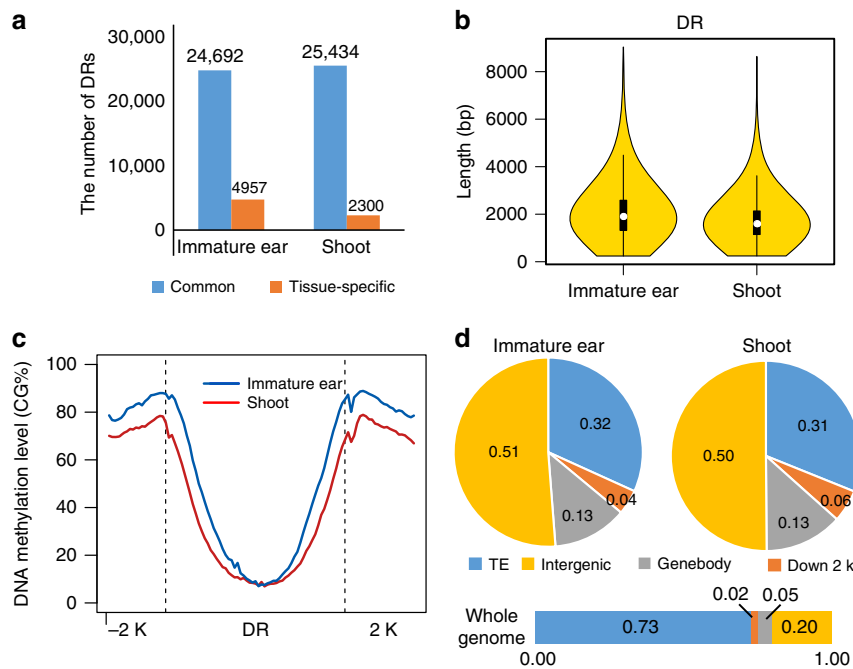 a
The number of DRs
30,000
20,000
10,000
0
24,692
4957
25,434
2300
Immature ear
Shoot
Common
Tissue-specific
b
DR
Length (bp)
8000
6000
4000
2000
0
Immature ear
Shoot
c
DNA methylation level (CG%)
100
80
60
40
20
0
Immature ear
Shoot
–2 K
DR
2 K
d
Immature ear
0.32
0.04
0.13
0.51
Shoot
0.31
0.06
0.13
0.50
TE
Intergenic
Genebody
Down 2 k
Whole
genome
0.73
0.02
0.05
0.20
0.00
1.00